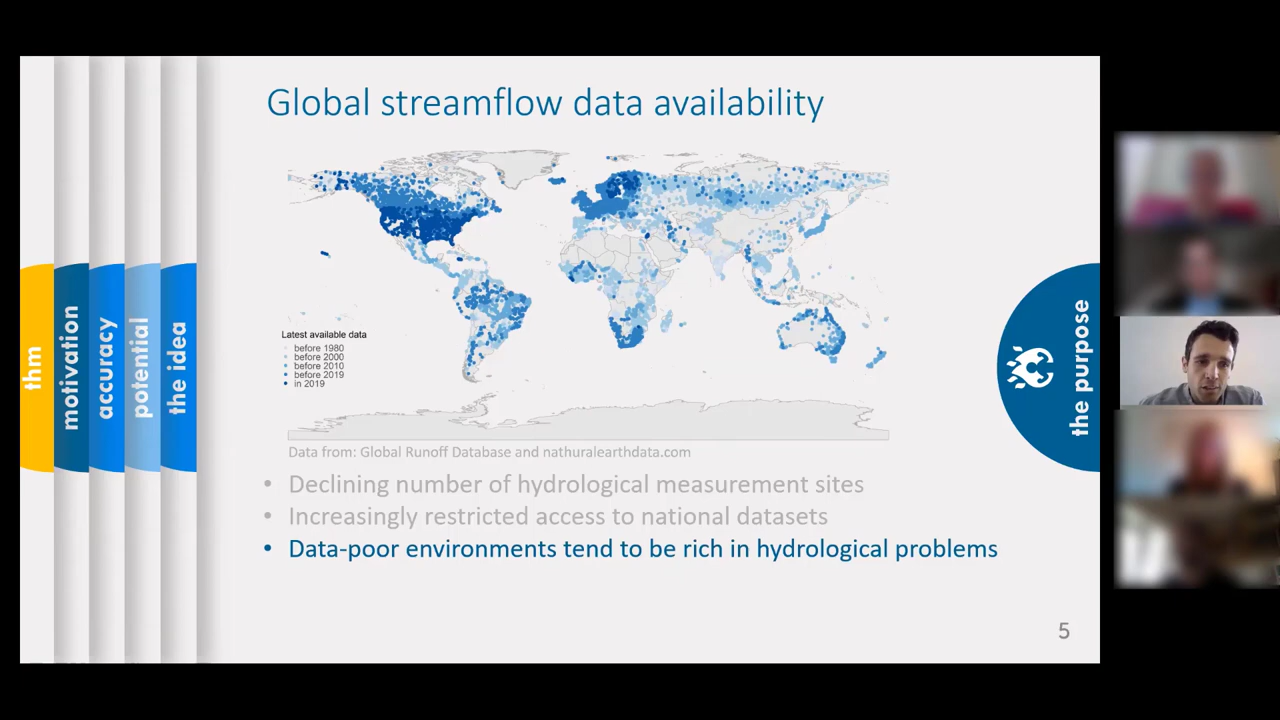 Global streamflow data availability
Latest available data
before 1980
before 2000
before 2010
before 2019
in 2019
Data from: Global Runoff Database and nathuralearthdata.com
• Declining number of hydrological measurement sites
• Increasingly restricted access to national datasets
• Data-poor environments tend to be rich in hydrological problems
thm
motivation
accuracy
potential
the idea
the purpose
5